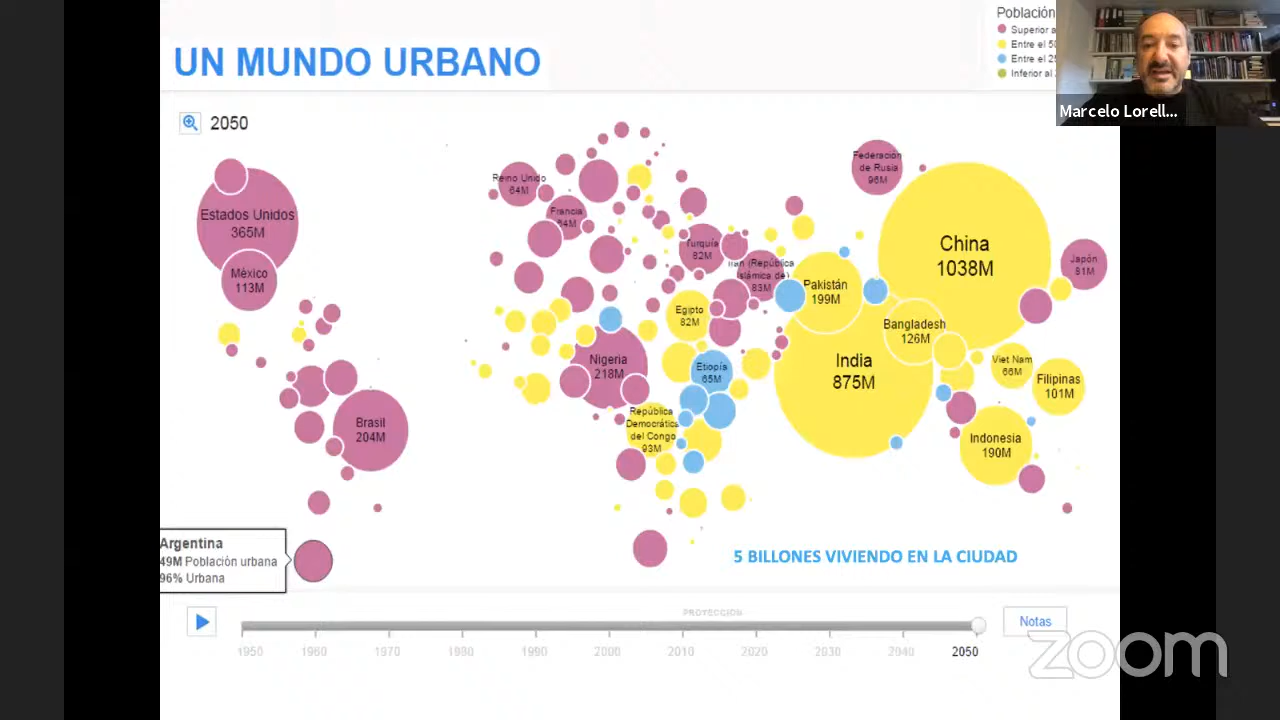 UN MUNDO URBANO
Población
Superior a
Entre el 50
Entre el 25
Inferior al
Marcelo Lorell...
2050
Estados Unidos
365M
México
113M
Reino Unido
64M
Francia
64M
Turquía
82M
Irán (República
Islámica de)
83M
Federación
de Rusia
96M
China
1038M
Japón
81M
Pakistán
199M
Bangladesh
126M
India
875M
Egipto
82M
Nigeria
218M
Etiopía
65M
República
Democrática
del Congo
93M
Viet Nam
66M
Filipinas
101M
Indonesia
190M
Brasil
204M
Argentina
49M Población urbana
96% Urbana
5 BILLONES VIVIENDO EN LA CIUDAD
PROYECCIÓN
1950 1960 1970 1980 1990 2000 2010 2020 2030 2040 2050
Notas
zoom